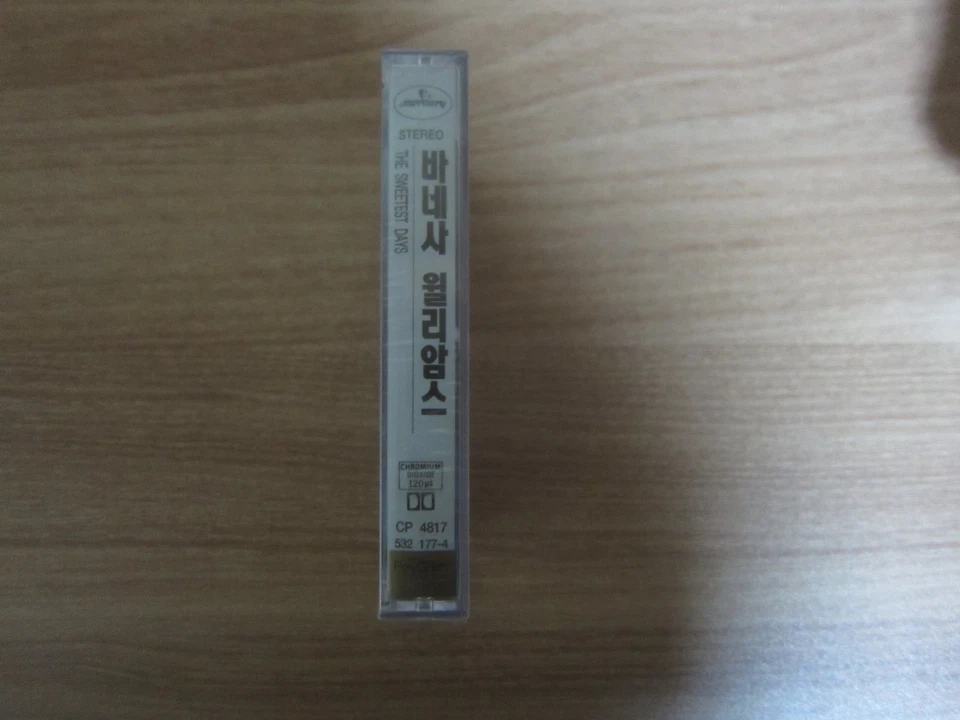 mercury
STEREO
바네사 윌리암스
THE SWEETEST DAYS
CHROMIUM
DIOXIDE
120µs
CP 4817
532 177-4